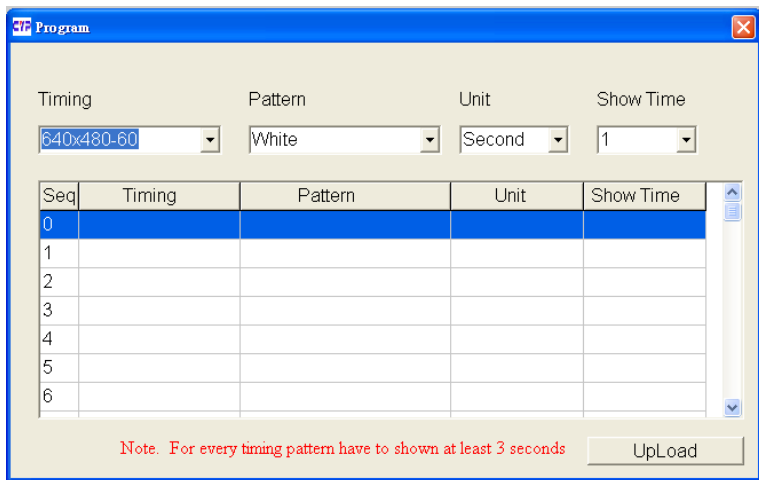 CYP Program
Timing Pattern Unit Show Time
640x480-60 White Second 1
Seq Timing Pattern Unit Show Time
0
1
2
3
4
5
6
Note. For every timing pattern have to shown at least 3 seconds
UpLoad